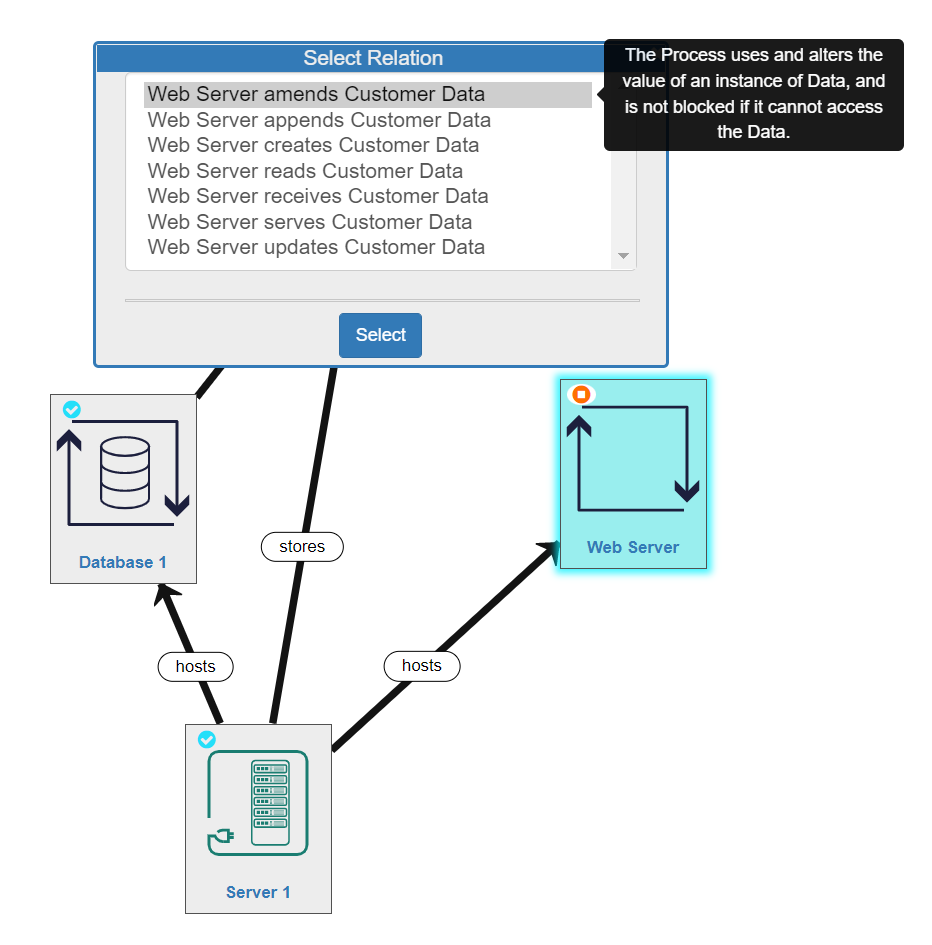 Select Relation
The Process uses and alters the
value of an instance of Data, and
is not blocked if it cannot access
the Data.
Web Server amends Customer Data
Web Server appends Customer Data
Web Server creates Customer Data
Web Server reads Customer Data
Web Server receives Customer Data
Web Server serves Customer Data
Web Server updates Customer Data
Select
Database 1
stores
Web Server
hosts
hosts
Server 1